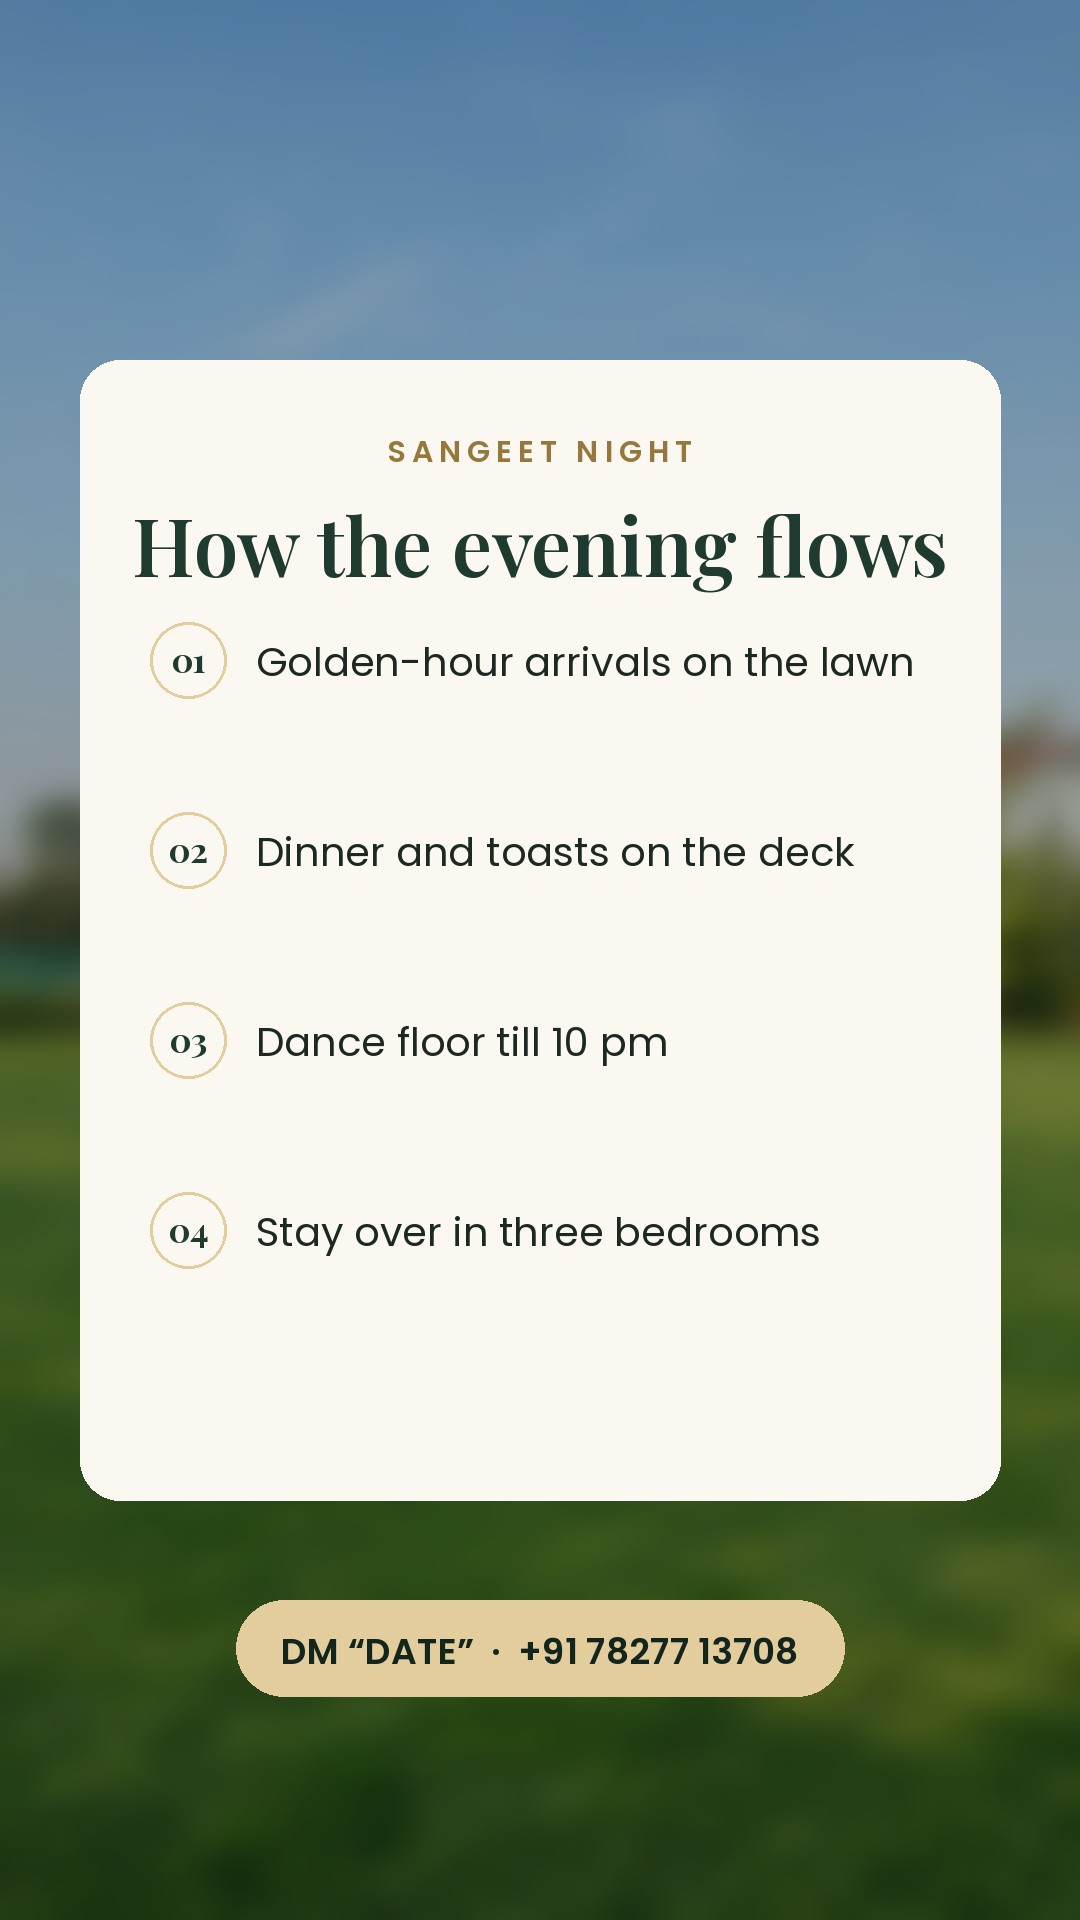 SANGEET NIGHT
How the evening flows
01 Golden-hour arrivals on the lawn
02 Dinner and toasts on the deck
03 Dance floor till 10 pm
04 Stay over in three bedrooms
DM “DATE” · +91 78277 13708